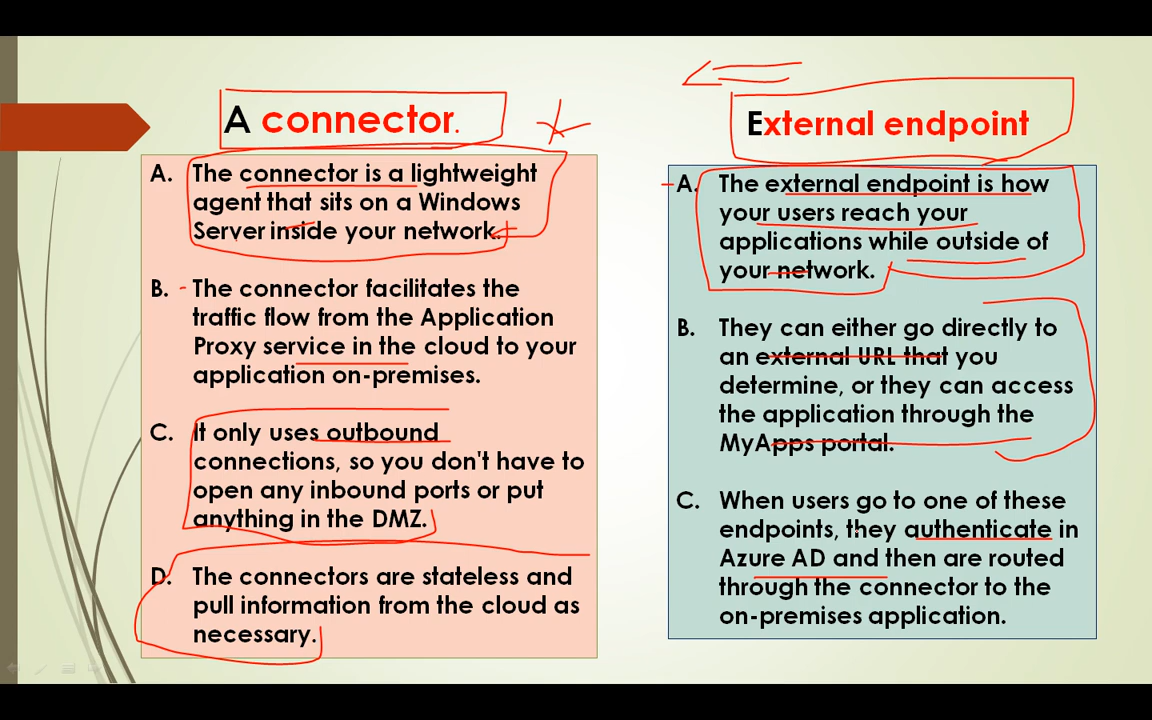 A connector.
A. The connector is a lightweight
agent that sits on a Windows
Server inside your network.
B. The connector facilitates the
traffic flow from the Application
Proxy service in the cloud to your
application on-premises.
C. It only uses outbound
connections, so you don't have to
open any inbound ports or put
anything in the DMZ.
D. The connectors are stateless and
pull information from the cloud as
necessary.
External endpoint
A. The external endpoint is how
your users reach your
applications while outside of
your network.
B. They can either go directly to
an external URL that you
determine, or they can access
the application through the
MyApps portal.
C. When users go to one of these
endpoints, they authenticate in
Azure AD and then are routed
through the connector to the
on-premises application.